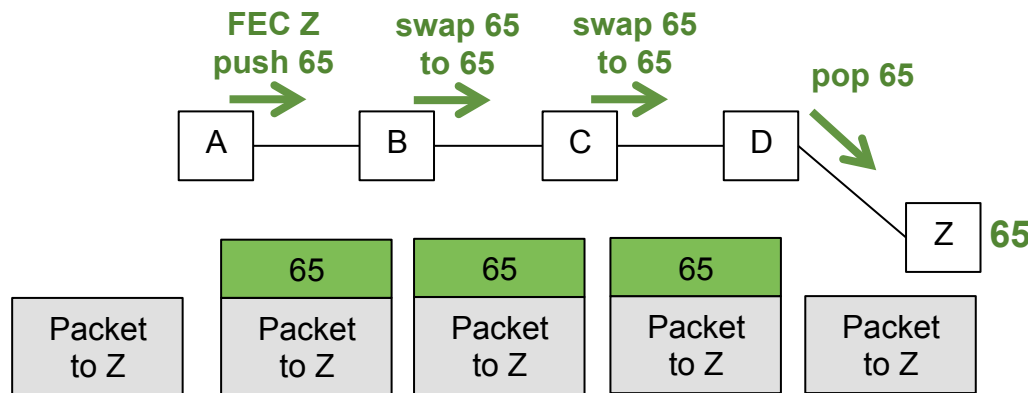 FEC Z
push 65
swap 65
to 65
swap 65
to 65
pop 65
A
B
C
D
Z
65
65
65
65
Packet
to Z
Packet
to Z
Packet
to Z
Packet
to Z
Packet
to Z